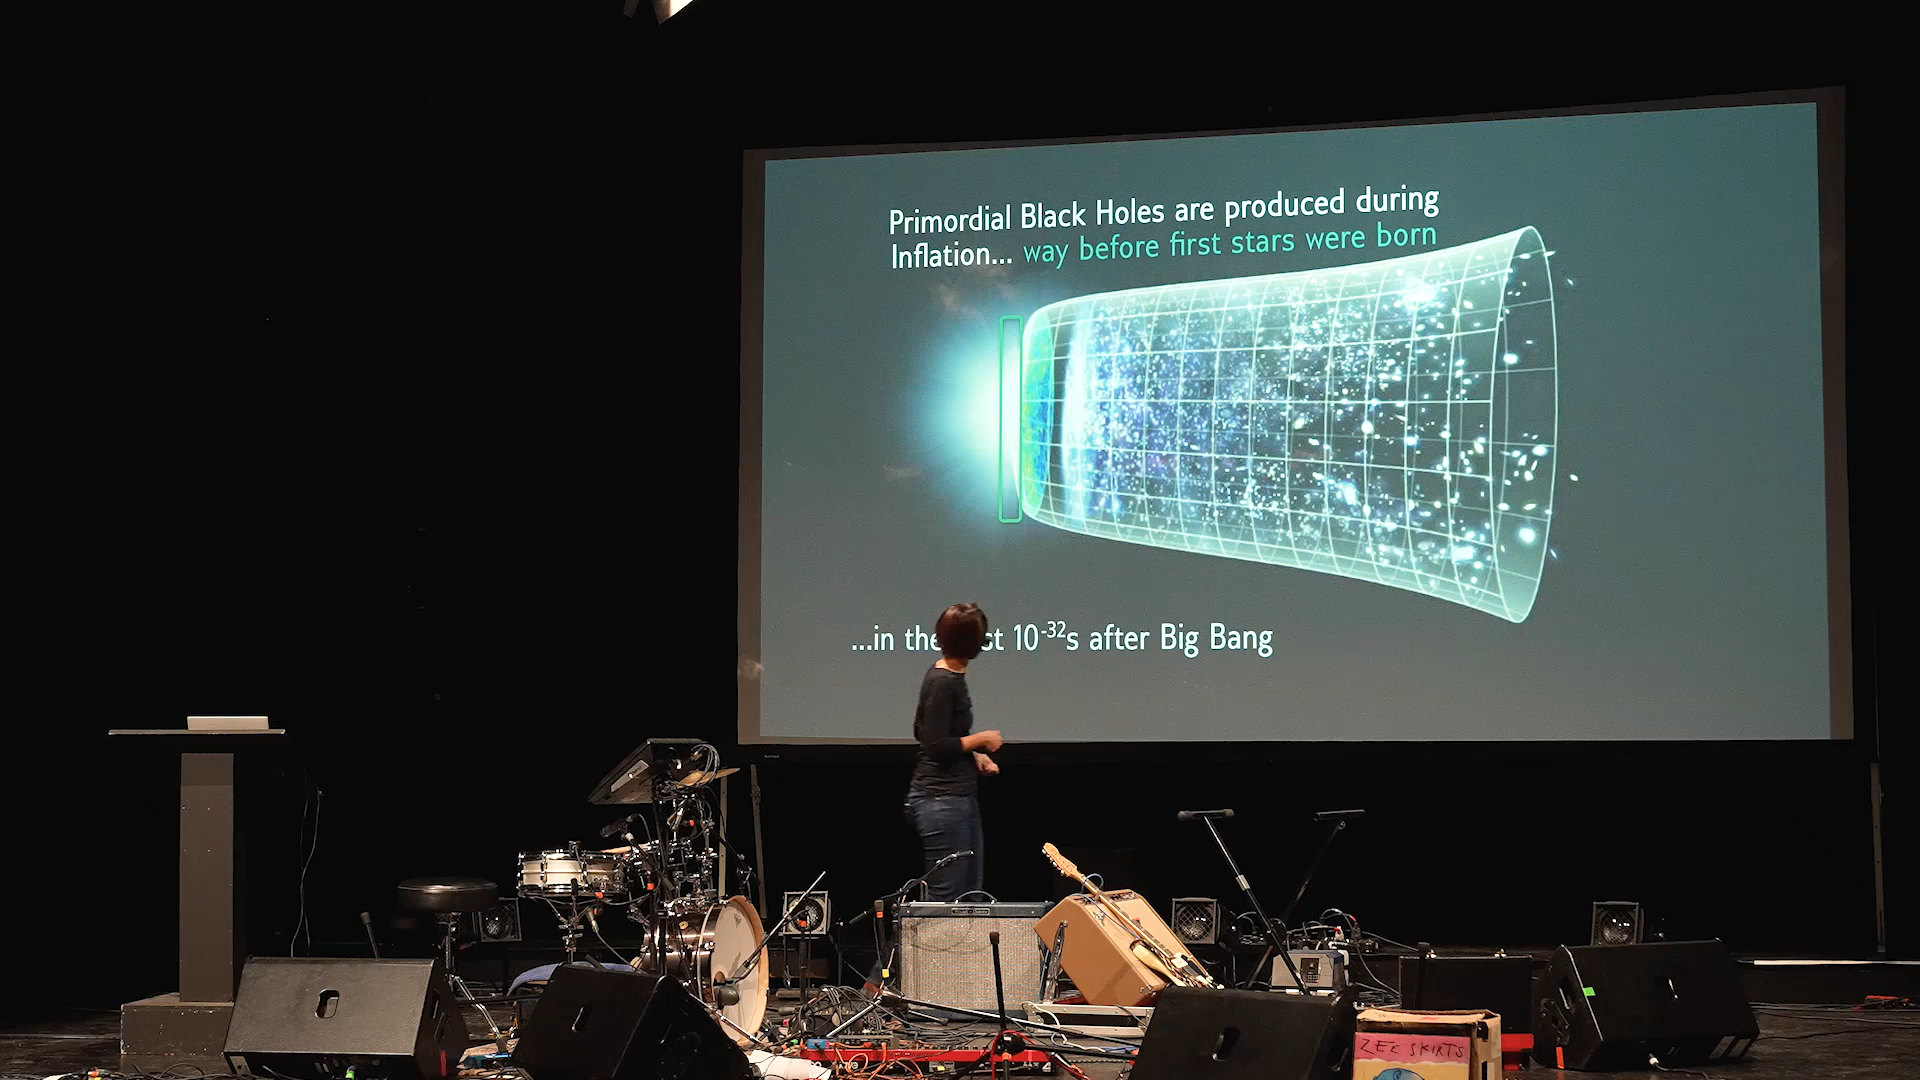 Primordial Black Holes are produced during
Inflation... way before first stars were born
...in the st 10⁻³²s after Big Bang
ZEE SKIRTS